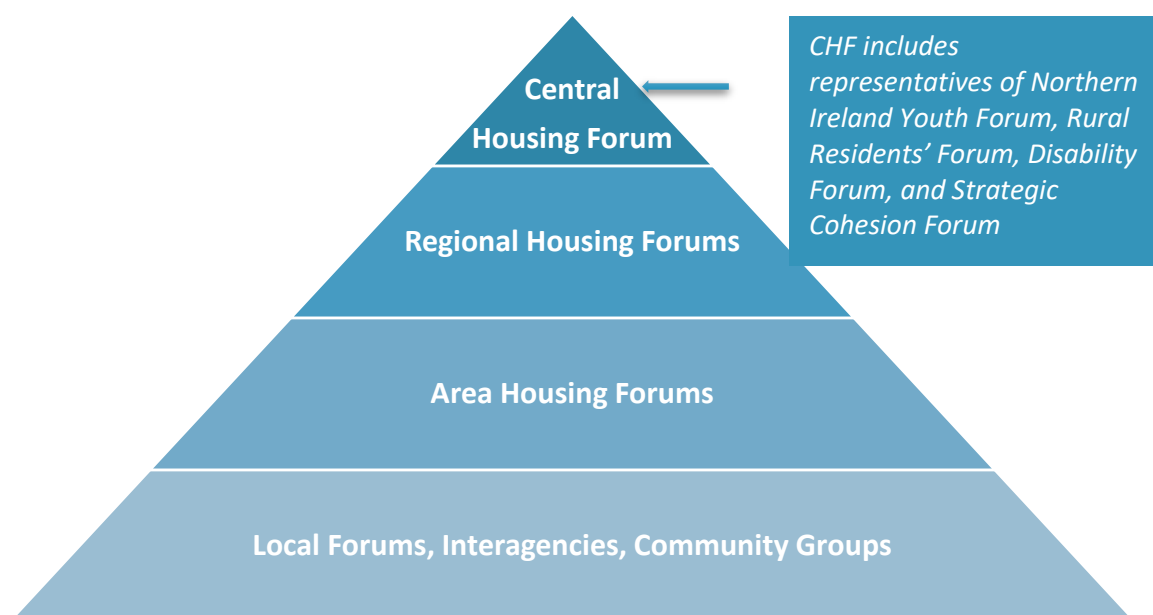 Central
Housing Forum
CHF includes
representatives of Northern
Ireland Youth Forum, Rural
Residents’ Forum, Disability
Forum, and Strategic
Cohesion Forum
Regional Housing Forums
Area Housing Forums
Local Forums, Interagencies, Community Groups